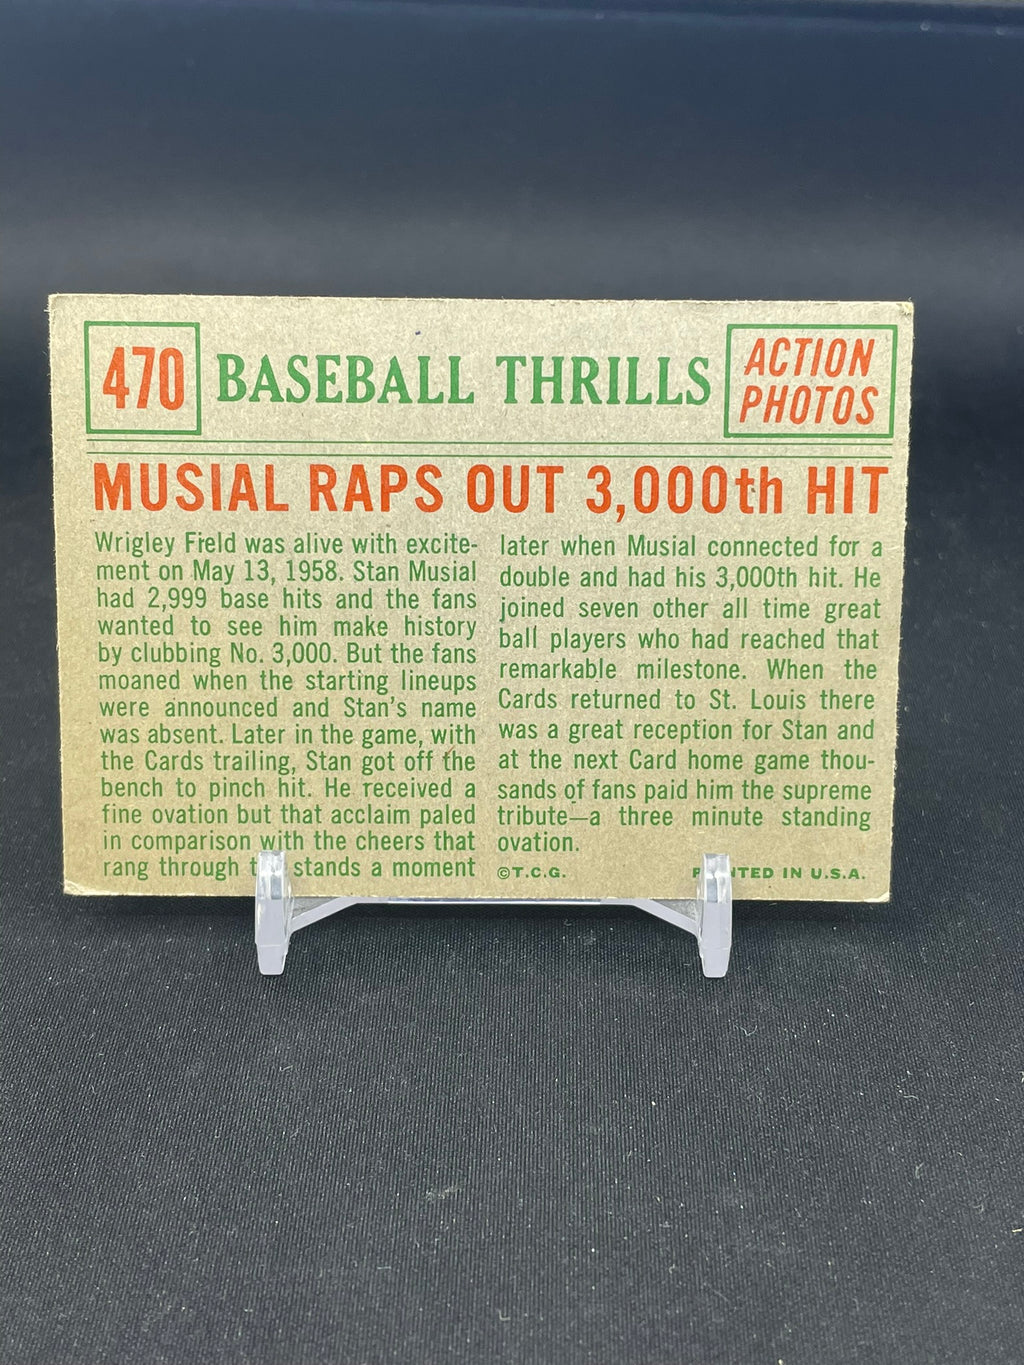 470
BASEBALL THRILLS
ACTION
PHOTOS
MUSIAL RAPS OUT 3,000th HIT
Wrigley Field was alive with excite-
ment on May 13, 1958. Stan Musial
had 2,999 base hits and the fans
wanted to see him make history
by clubbing No. 3,000. But the fans
moaned when the starting lineups
were announced and Stan's name
was absent. Later in the game, with
the Cards trailing, Stan got off the
bench to pinch hit. He received a
fine ovation but that acclaim paled
in comparison with the cheers that
rang through stands a moment
later when Musial connected for a
double and had his 3,000th hit. He
joined seven other all time great
ball players who had reached that
remarkable milestone. When the
Cards returned to St. Louis there
was a great reception for Stan and
at the next Card home game thou-
sands of fans paid him the supreme
tribute—a three minute standing
ovation.
©T.C.G.
PRINTED IN U.S.A.